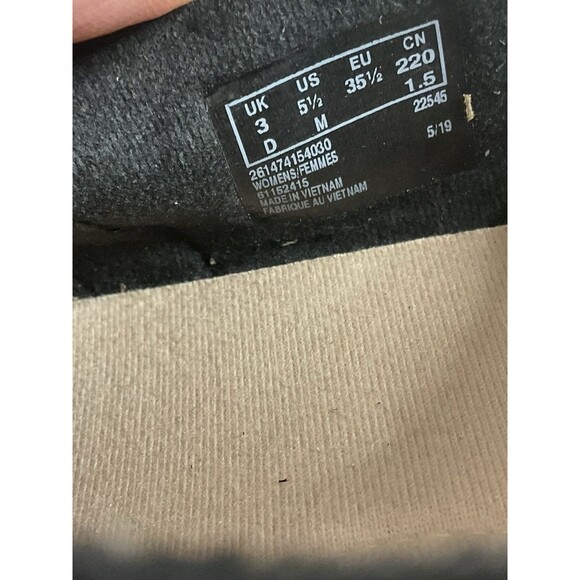 UK US EU CN
3 5½ 35½ 220
D M 1.5
22545
261474154030
WOMENS/FEMMES 5/19
61152415
MADE IN VIETNAM
FABRIQUE AU VIETNAM